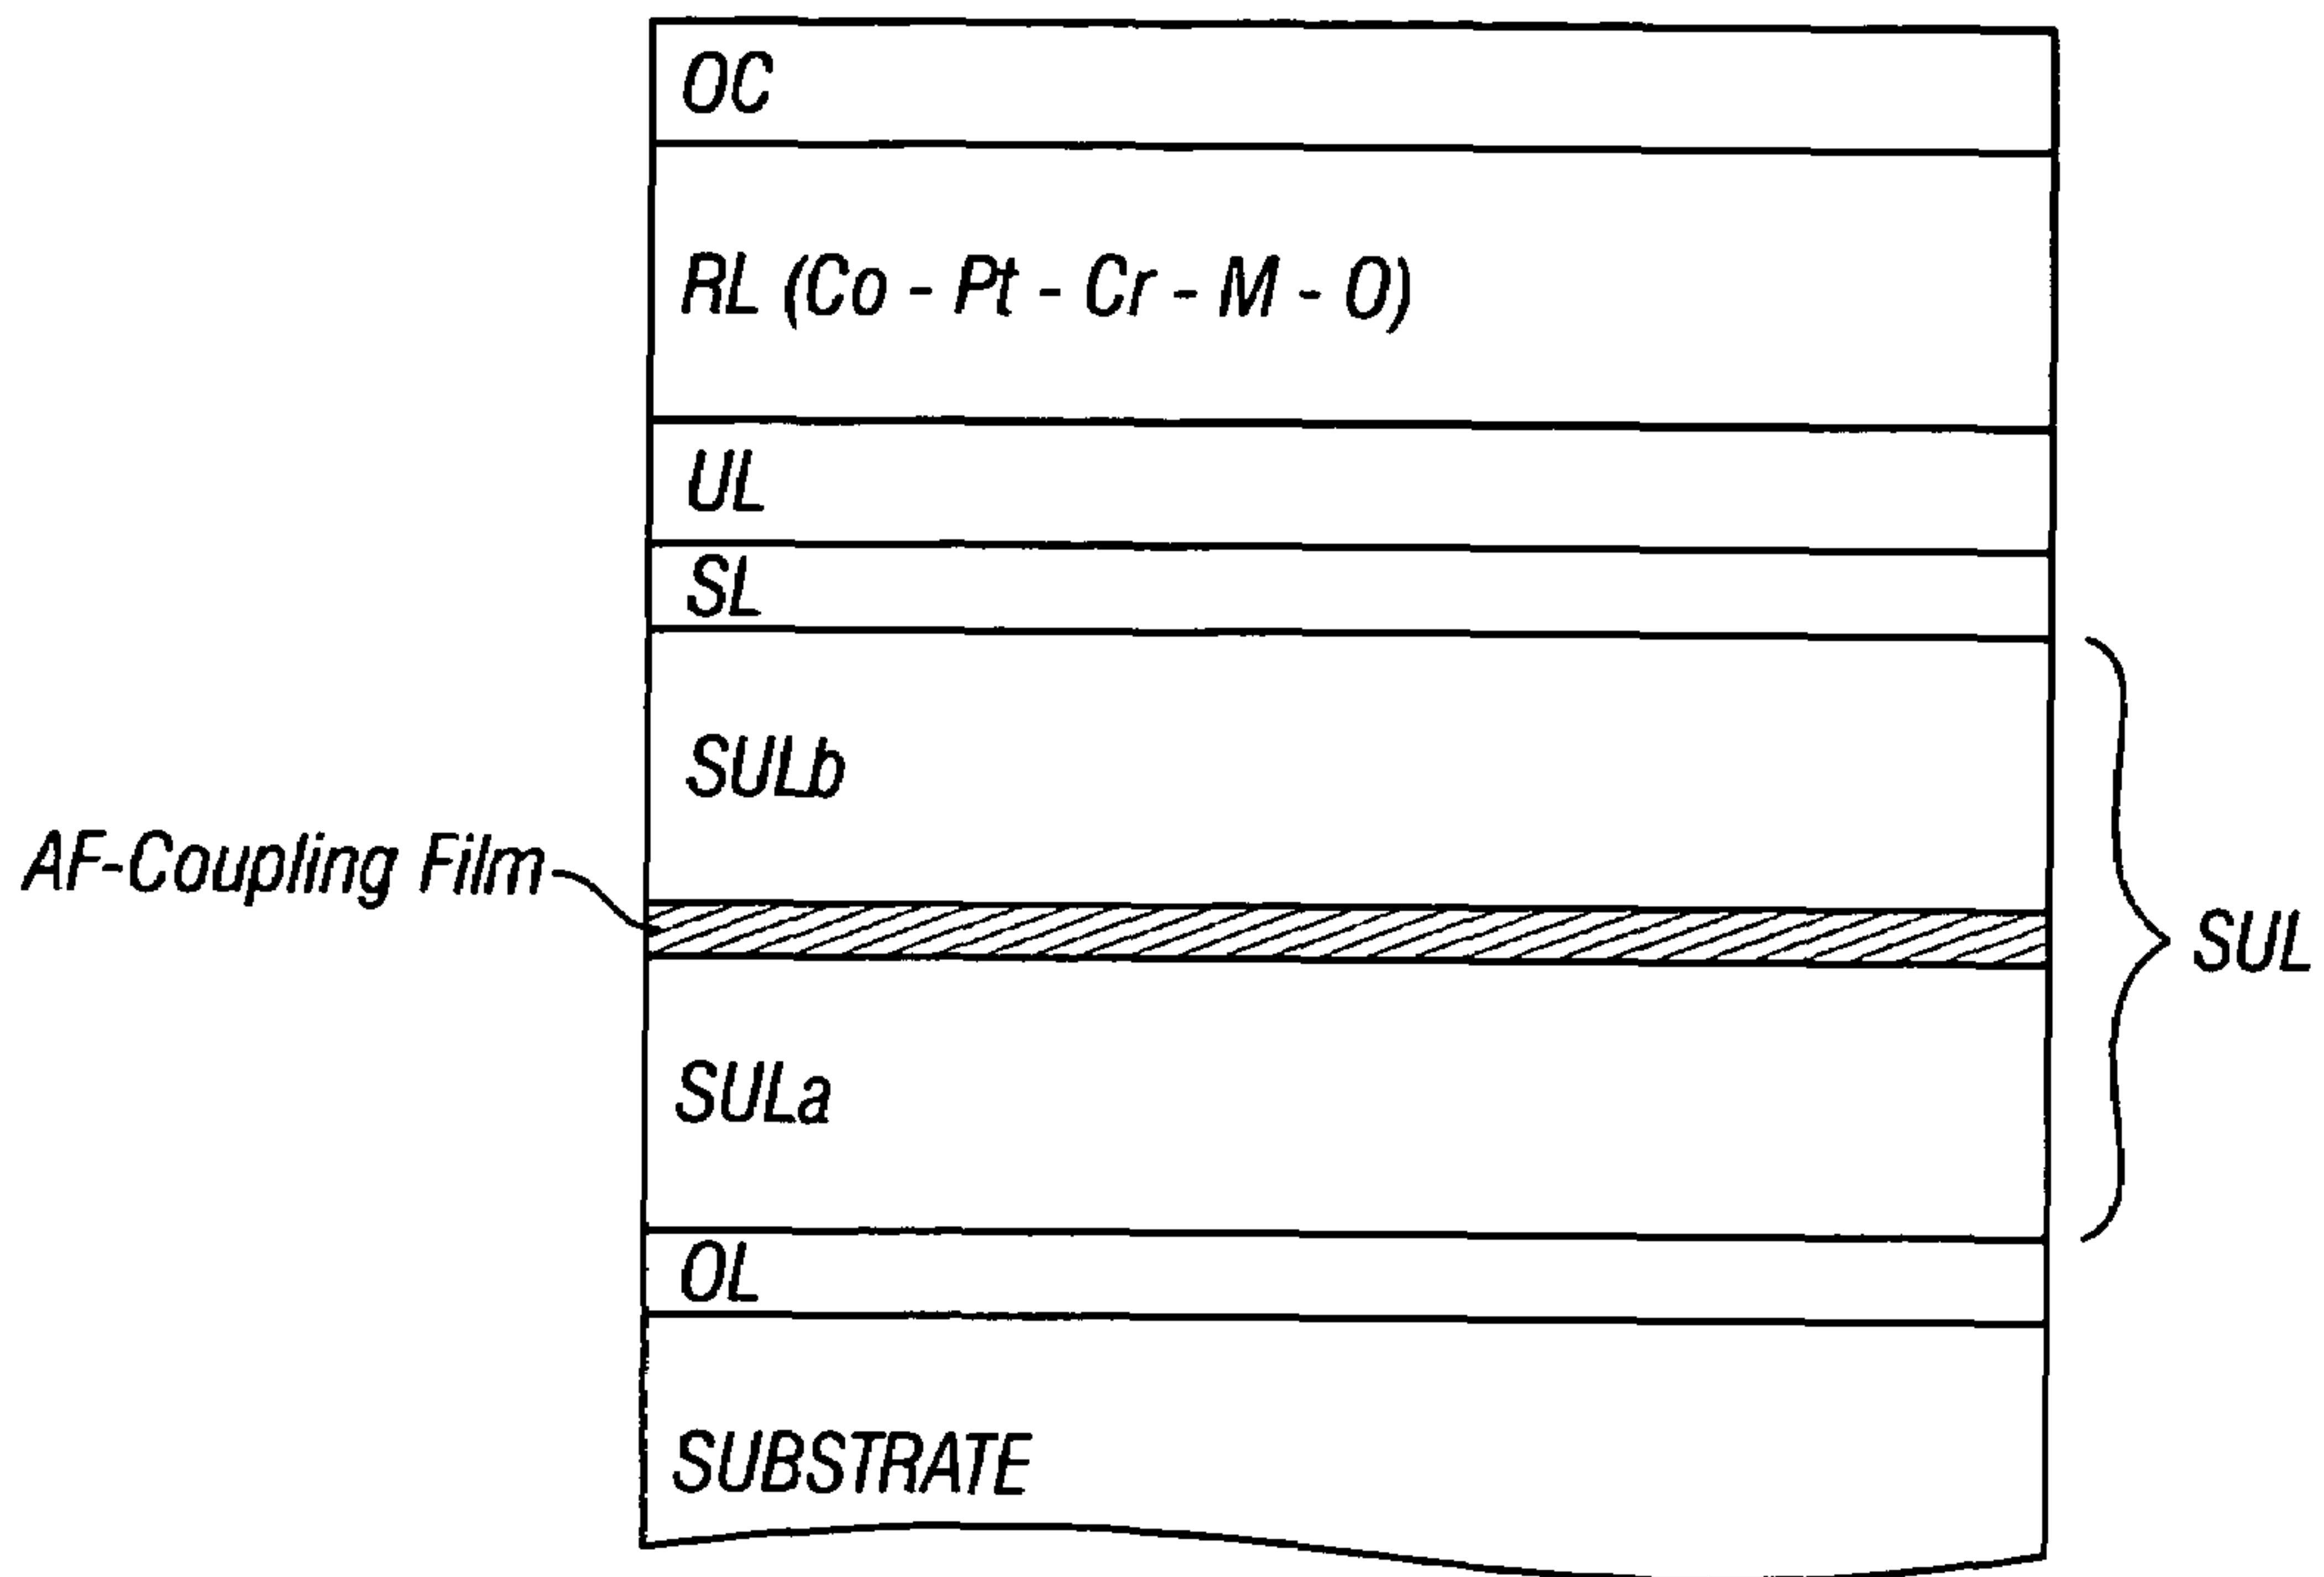 OC
RL (Co - Pt - Cr - M - O)
UL
SL
SULb
AF-Coupling Film
SUL
SULa
OL
SUBSTRATE